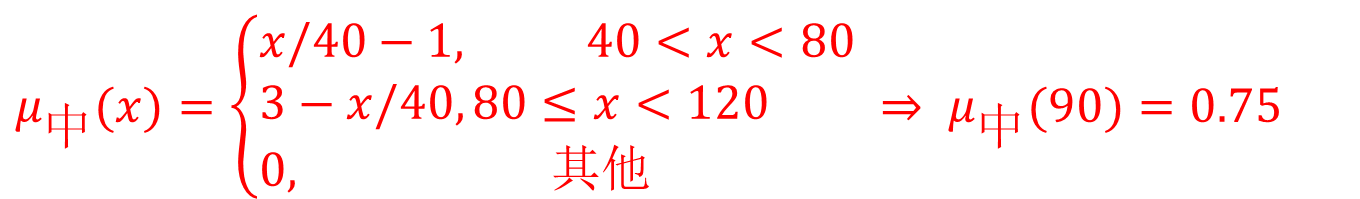 x/40 − 1, 40 < x < 80
μ中(x) = { 3 − x/40, 80 ≤ x < 120 ⇒ μ中(90) = 0.75
0, 其他